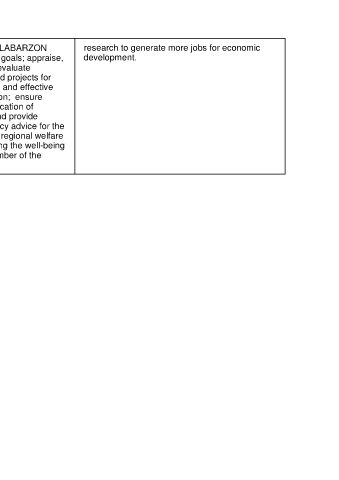 LABARZON
goals; appraise,
evaluate
d projects for
and effective
on; ensure
cation of
nd provide
cy advice for the
regional welfare
ng the well-being
mber of the
research to generate more jobs for economic
development.